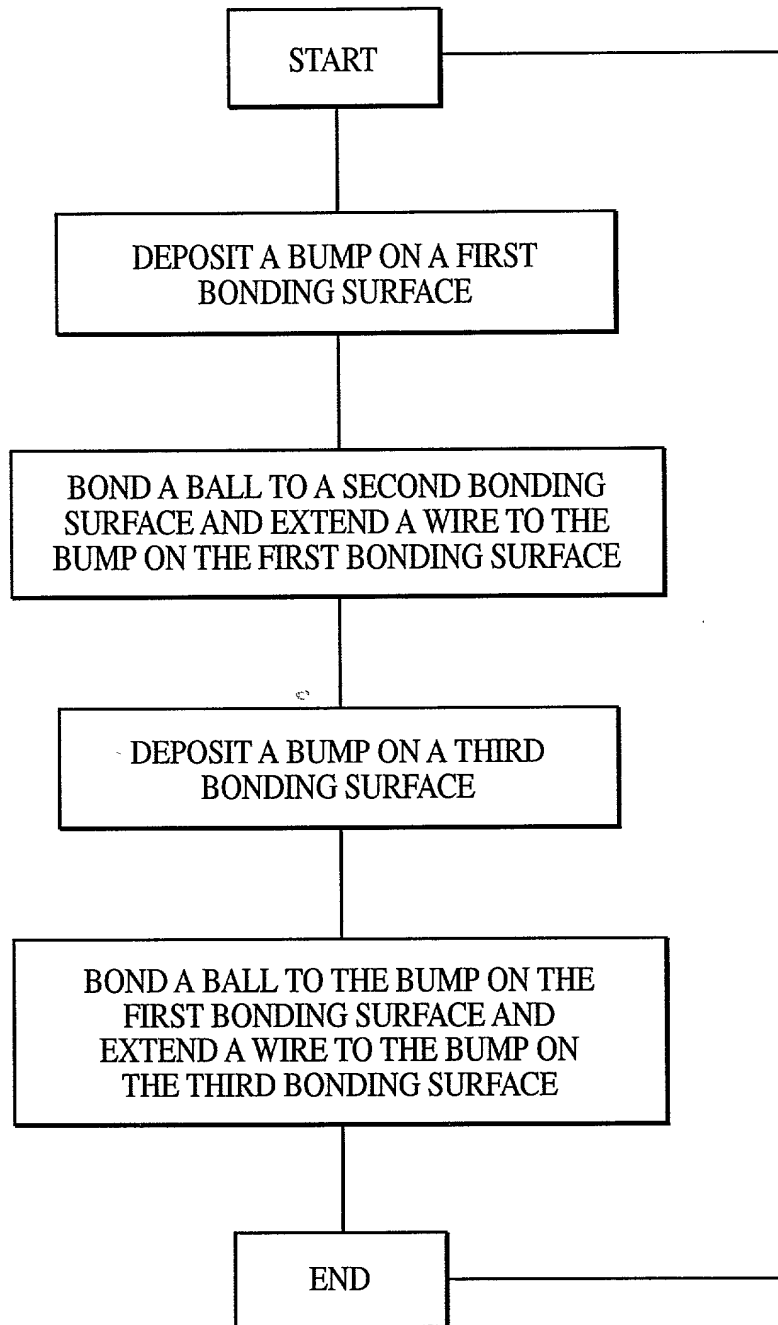 START
DEPOSIT A BUMP ON A FIRST
BONDING SURFACE
BOND A BALL TO A SECOND BONDING
SURFACE AND EXTEND A WIRE TO THE
BUMP ON THE FIRST BONDING SURFACE
DEPOSIT A BUMP ON A THIRD
BONDING SURFACE
BOND A BALL TO THE BUMP ON THE
FIRST BONDING SURFACE AND
EXTEND A WIRE TO THE BUMP ON
THE THIRD BONDING SURFACE
END